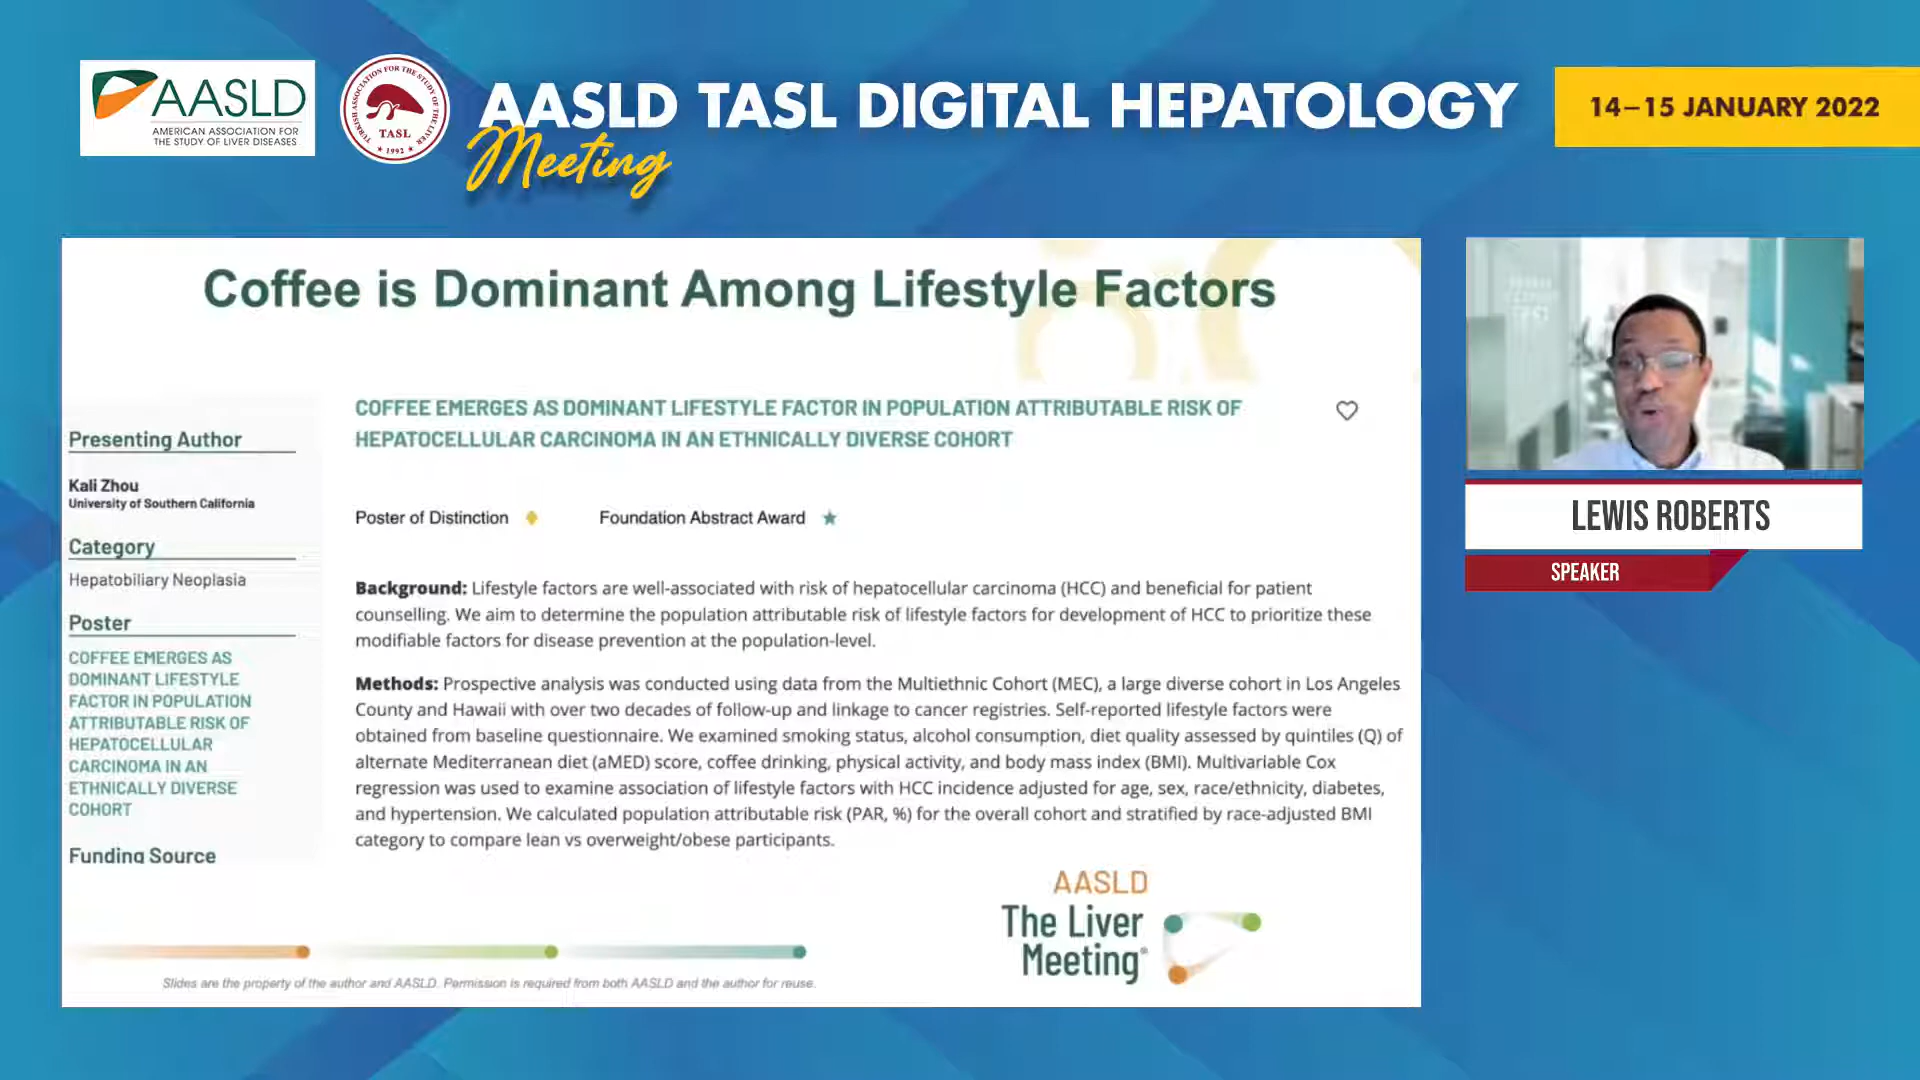 AASLD
AMERICAN ASSOCIATION FOR
THE STUDY OF LIVER DISEASES
TURKISH ASSOCIATION FOR THE STUDY OF THE LIVER
TASL
1992
AASLD TASL DIGITAL HEPATOLOGY
Meeting
14–15 JANUARY 2022
Coffee is Dominant Among Lifestyle Factors
Presenting Author
Kali Zhou
University of Southern California
Category
Hepatobiliary Neoplasia
Poster
COFFEE EMERGES AS
DOMINANT LIFESTYLE
FACTOR IN POPULATION
ATTRIBUTABLE RISK OF
HEPATOCELLULAR
CARCINOMA IN AN
ETHNICALLY DIVERSE
COHORT
Funding Source
COFFEE EMERGES AS DOMINANT LIFESTYLE FACTOR IN POPULATION ATTRIBUTABLE RISK OF
HEPATOCELLULAR CARCINOMA IN AN ETHNICALLY DIVERSE COHORT
Poster of Distinction
Foundation Abstract Award
Background: Lifestyle factors are well-associated with risk of hepatocellular carcinoma (HCC) and beneficial for patient
counselling. We aim to determine the population attributable risk of lifestyle factors for development of HCC to prioritize these
modifiable factors for disease prevention at the population-level.
Methods: Prospective analysis was conducted using data from the Multiethnic Cohort (MEC), a large diverse cohort in Los Angeles
County and Hawaii with over two decades of follow-up and linkage to cancer registries. Self-reported lifestyle factors were
obtained from baseline questionnaire. We examined smoking status, alcohol consumption, diet quality assessed by quintiles (Q) of
alternate Mediterranean diet (aMED) score, coffee drinking, physical activity, and body mass index (BMI). Multivariable Cox
regression was used to examine association of lifestyle factors with HCC incidence adjusted for age, sex, race/ethnicity, diabetes,
and hypertension. We calculated population attributable risk (PAR, %) for the overall cohort and stratified by race-adjusted BMI
category to compare lean vs overweight/obese participants.
AASLD
The Liver
Meeting®
Slides are the property of the author and AASLD. Permission is required from both AASLD and the author for reuse.
LEWIS ROBERTS
SPEAKER